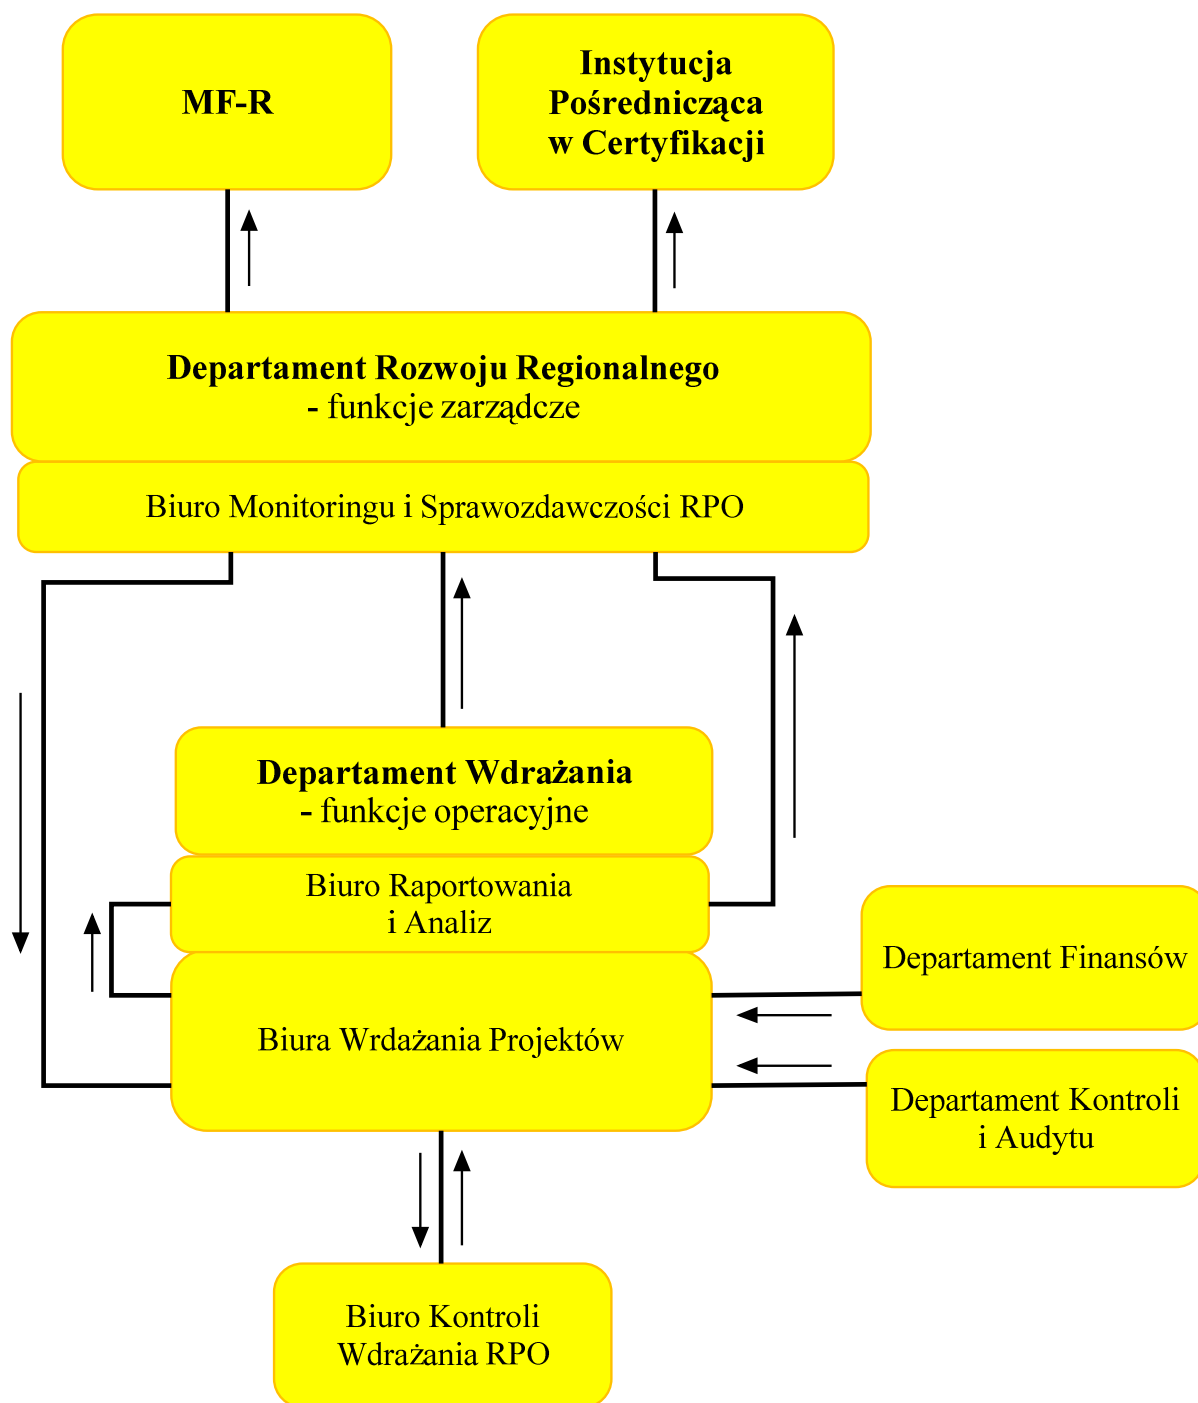 MF-R
Instytucja
Pośrednicząca
w Certyfikacji
Departament Rozwoju Regionalnego
- funkcje zarządcze
Biuro Monitoringu i Sprawozdawczości RPO
Departament Wdrażania
- funkcje operacyjne
Biuro Raportowania
i Analiz
Departament Finansów
Biura Wrdażania Projektów
Departament Kontroli
i Audytu
Biuro Kontroli
Wdrażania RPO